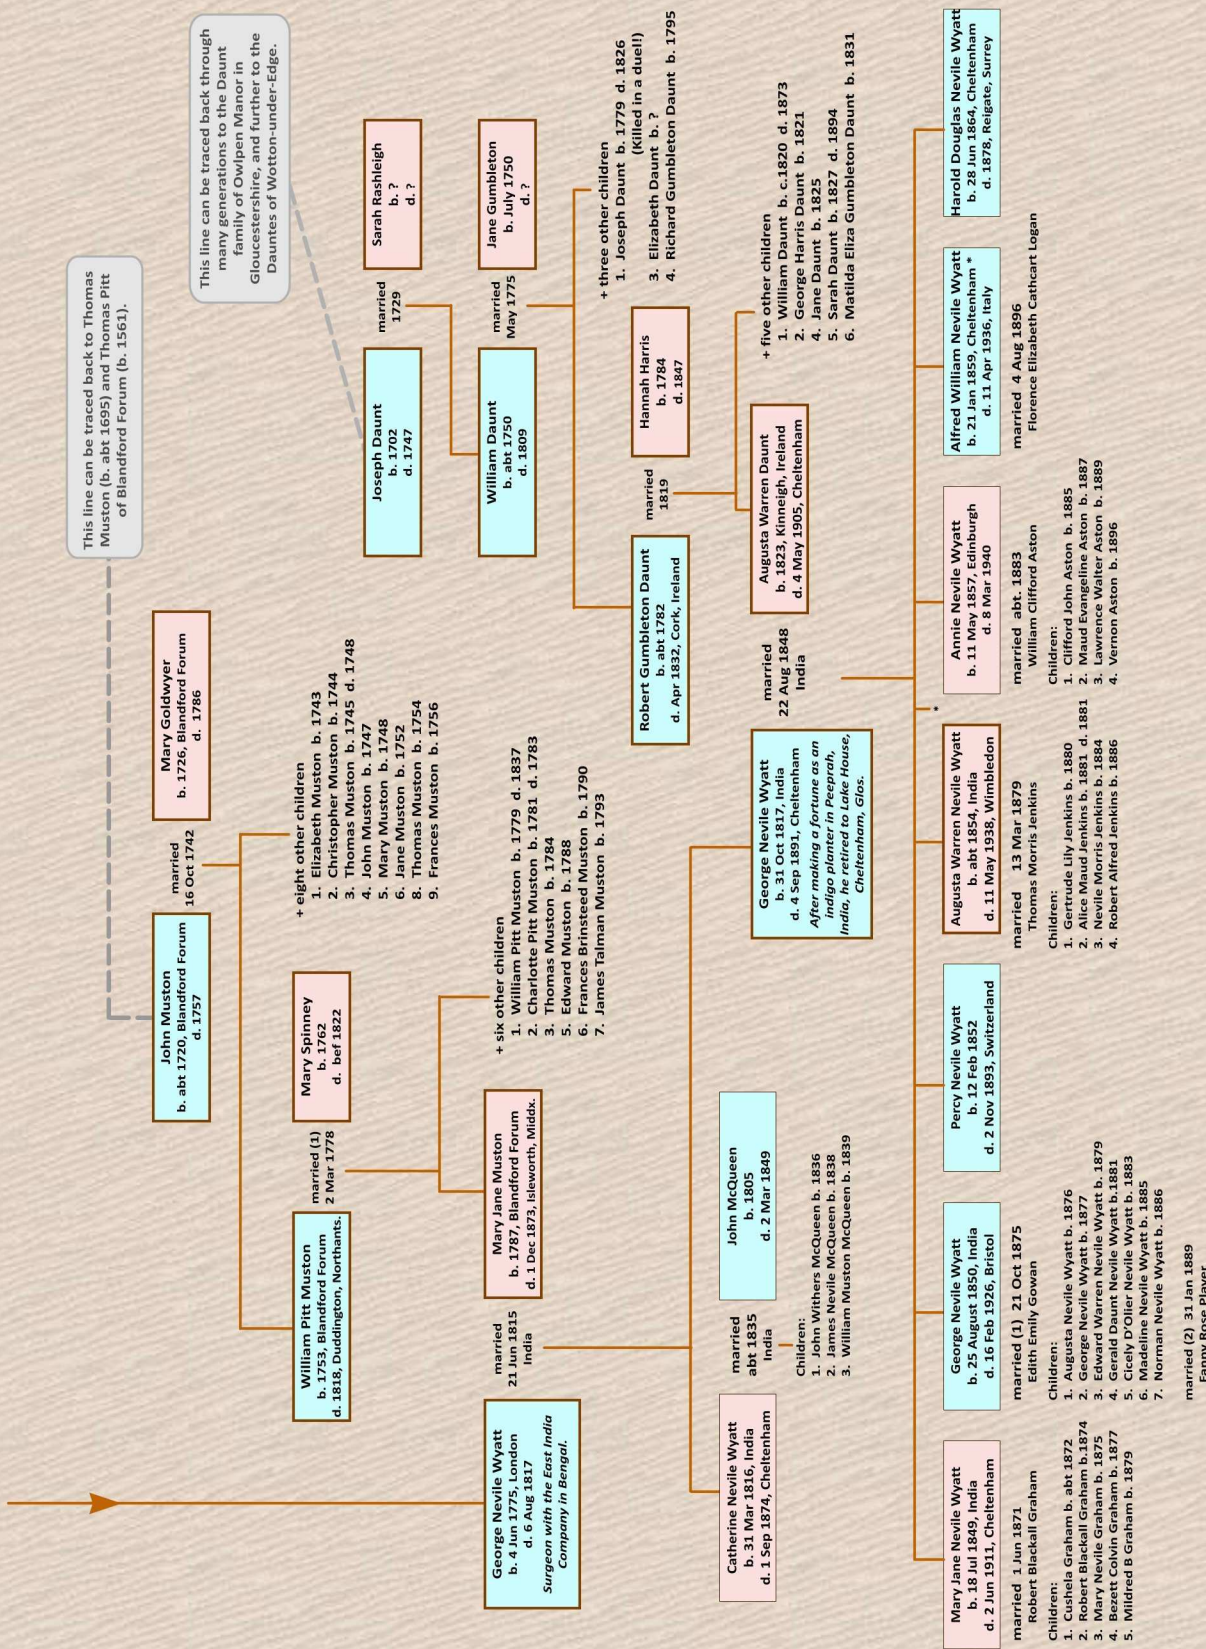 This line can be traced back to Thomas
Muston (b. abt 1695) and Thomas Pitt
of Blandford Forum (b. 1561).
This line can be traced back through
many generations to the Daunt
family of Owlpen Manor in
Gloucestershire, and further to the
Dauntes of Wotton-under-Edge.
John Muston
b. abt 1720, Blandford Forum
d. 1757
married
16 Oct 1742
Mary Goldwyer
b. 1726, Blandford Forum
d. 1786
+ eight other children
1. Elizabeth Muston b. 1743
2. Christopher Muston b. 1744
3. Thomas Muston b. 1745 d. 1748
4. John Muston b. 1747
5. Mary Muston b. 1748
6. Jane Muston b. 1752
8. Thomas Muston b. 1754
9. Frances Muston b. 1756
William Pitt Muston
b. 1753, Blandford Forum
d. 1818, Duddington, Northants.
married (1)
2 Mar 1778
Mary Spinney
b. 1762
d. bef 1822
Joseph Daunt
b. 1702
d. 1747
married
1729
Sarah Rashleigh
b. ?
d. ?
William Daunt
b. abt 1750
d. 1809
married
May 1775
Jane Gumbleton
b. July 1750
d. ?
George Nevile Wyatt
b. 4 Jun 1775, London
d. 6 Aug 1817
Surgeon with the East India
Company in Bengal.
married
21 Jun 1815
India
Mary Jane Muston
b. 1787, Blandford Forum
d. 1 Dec 1873, Isleworth, Middx.
+ six other children
1. William Pitt Muston b. 1779 d. 1837
2. Charlotte Pitt Muston b. 1781 d. 1783
3. Thomas Muston b. 1784
5. Edward Muston b. 1788
6. Frances Brinsteed Muston b. 1790
7. James Talman Muston b. 1793
+ three other children
1. Joseph Daunt b. 1779 d. 1826
(Killed in a duel!)
3. Elizabeth Daunt b. ?
4. Richard Gumbleton Daunt b. 1795
Robert Gumbleton Daunt
b. abt 1782
d. Apr 1832, Cork, Ireland
married
1819
Hannah Harris
b. 1784
d. 1847
Catherine Nevile Wyatt
b. 31 Mar 1816, India
d. 1 Sep 1874, Cheltenham
married
abt 1835
India
John McQueen
b. 1805
d. 2 Mar 1849
Children:
1. John Withers McQueen b. 1836
2. James Nevile McQueen b. 1838
3. William Muston McQueen b. 1839
George Nevile Wyatt
b. 31 Oct 1817, India
d. 4 Sep 1891, Cheltenham
After making a fortune as an
indigo planter in Peeprah,
India, he retired to Lake House,
Cheltenham, Glos.
married
22 Aug 1848
India
Augusta Warren Daunt
b. 1823, Kinneigh, Ireland
d. 4 May 1905, Cheltenham
+ five other children
1. William Daunt b. c.1820 d. 1873
2. George Harris Daunt b. 1821
4. Jane Daunt b. 1825
5. Sarah Daunt b. 1827 d. 1894
6. Matilda Eliza Gumbleton Daunt b. 1831
*
Mary Jane Nevile Wyatt
b. 18 Jul 1849, India
d. 2 Jun 1911, Cheltenham
married 1 Jun 1871
Robert Blackall Graham
Children:
1. Cushela Graham b. abt 1872
2. Robert Blackall Graham b.1874
3. Mary Nevile Graham b. 1875
4. Bezett Colvin Graham b. 1877
5. Mildred B Graham b. 1879
George Nevile Wyatt
b. 25 August 1850, India
d. 16 Feb 1926, Bristol
married (1) 21 Oct 1875
Edith Emily Gowan
Children:
1. Augusta Nevile Wyatt b. 1876
2. George Nevile Wyatt b. 1877
3. Edward Warren Nevile Wyatt b. 1879
4. Gerald Daunt Nevile Wyatt b.1881
5. Cicely D'Olier Nevile Wyatt b. 1883
6. Madeline Nevile Wyatt b. 1885
7. Norman Nevile Wyatt b. 1886
married (2) 31 Jan 1889
Fanny Rose Player
Percy Nevile Wyatt
b. 12 Feb 1852
d. 2 Nov 1893, Switzerland
Augusta Warren Nevile Wyatt
b. abt 1854, India
d. 11 May 1938, Wimbledon
married 13 Mar 1879
Thomas Morris Jenkins
Children:
1. Gertrude Lily Jenkins b. 1880
2. Alice Maud Jenkins b. 1881 d. 1881
3. Nevile Morris Jenkins b. 1884
4. Robert Alfred Jenkins b. 1886
Annie Nevile Wyatt
b. 11 May 1857, Edinburgh
d. 8 Mar 1940
married abt. 1883
William Clifford Aston
Children:
1. Clifford John Aston b. 1885
2. Maud Evangeline Aston b. 1887
3. Lawrence Walter Aston b. 1889
4. Vernon Aston b. 1896
Alfred William Nevile Wyatt
b. 21 Jan 1859, Cheltenham *
d. 11 Apr 1936, Italy
married 4 Aug 1896
Florence Elizabeth Cathcart Logan
Harold Douglas Nevile Wyatt
b. 28 Jun 1864, Cheltenham
d. 1878, Reigate, Surrey